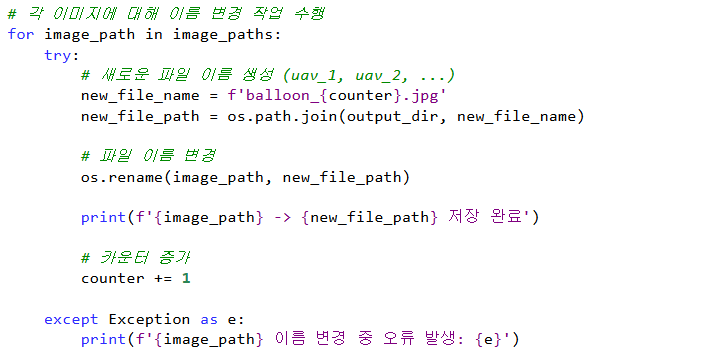 # 각 이미지에 대해 이름 변경 작업 수행
for image_path in image_paths:
    try:
        # 새로운 파일 이름 생성 (uav_1, uav_2, ...)
        new_file_name = f'balloon_{counter}.jpg'
        new_file_path = os.path.join(output_dir, new_file_name)

        # 파일 이름 변경
        os.rename(image_path, new_file_path)

        print(f'{image_path} -> {new_file_path} 저장 완료')

        # 카운터 증가
        counter += 1

    except Exception as e:
        print(f'{image_path} 이름 변경 중 오류 발생: {e}')